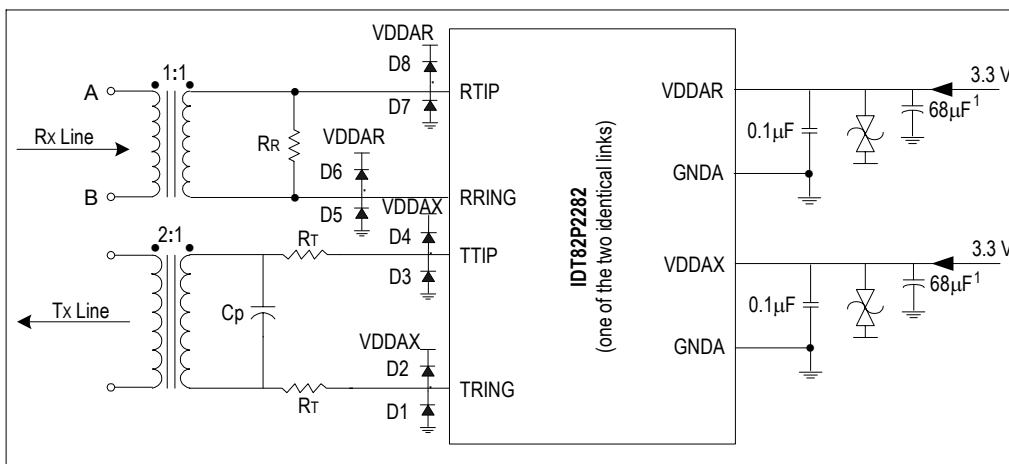 VDDAR
D8
1:1
A
RTIP
D7
VDDAR
3.3 V
VDDAR
68μF1
0.1μF
Rx Line
RR
D6
GNDA
B
RRING
D5
VDDAX
2:1
RT
D4
TTIP
D3
IDT82P2282
(one of the two identical links)
VDDAX
3.3 V
68μF1
0.1μF
Tx Line
Cp
VDDAX
GNDA
D2
TRING
RT
D1